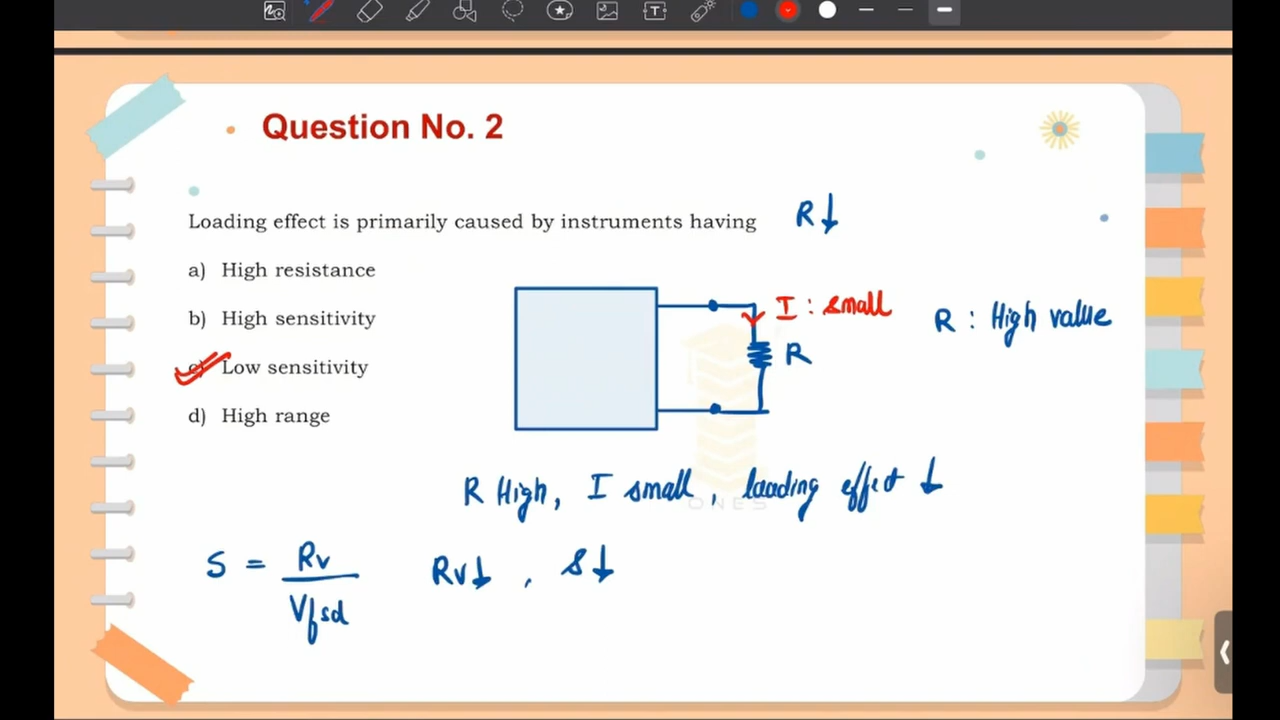 Question No. 2
Loading effect is primarily caused by instruments having R↓
a) High resistance
b) High sensitivity
c) Low sensitivity
d) High range
I : small
R : High value
R
R High, I small, loading effect ↓
ONES
S = Rv / Vfsd Rv↓ , S↓